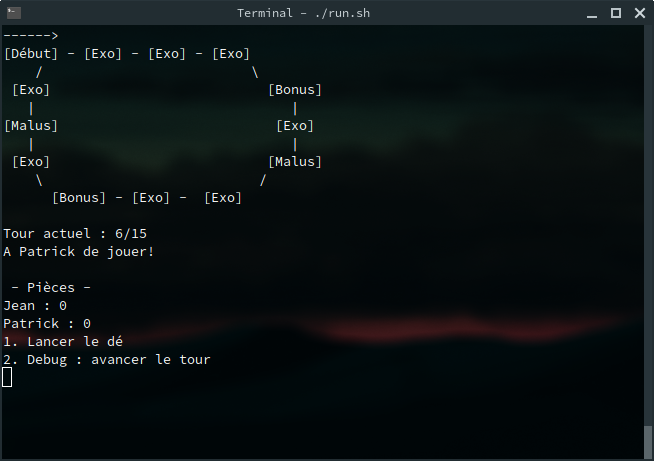 Terminal - ./run.sh
------>
[Début] - [Exo] - [Exo] - [Exo]
    /                          \
 [Exo]                           [Bonus]
   |                                |
[Malus]                           [Exo]
   |                                |
 [Exo]                           [Malus]
    \                           /
      [Bonus] - [Exo] -  [Exo]
Tour actuel : 6/15
A Patrick de jouer!
 - Pièces -
Jean : 0
Patrick : 0
1. Lancer le dé
2. Debug : avancer le tour